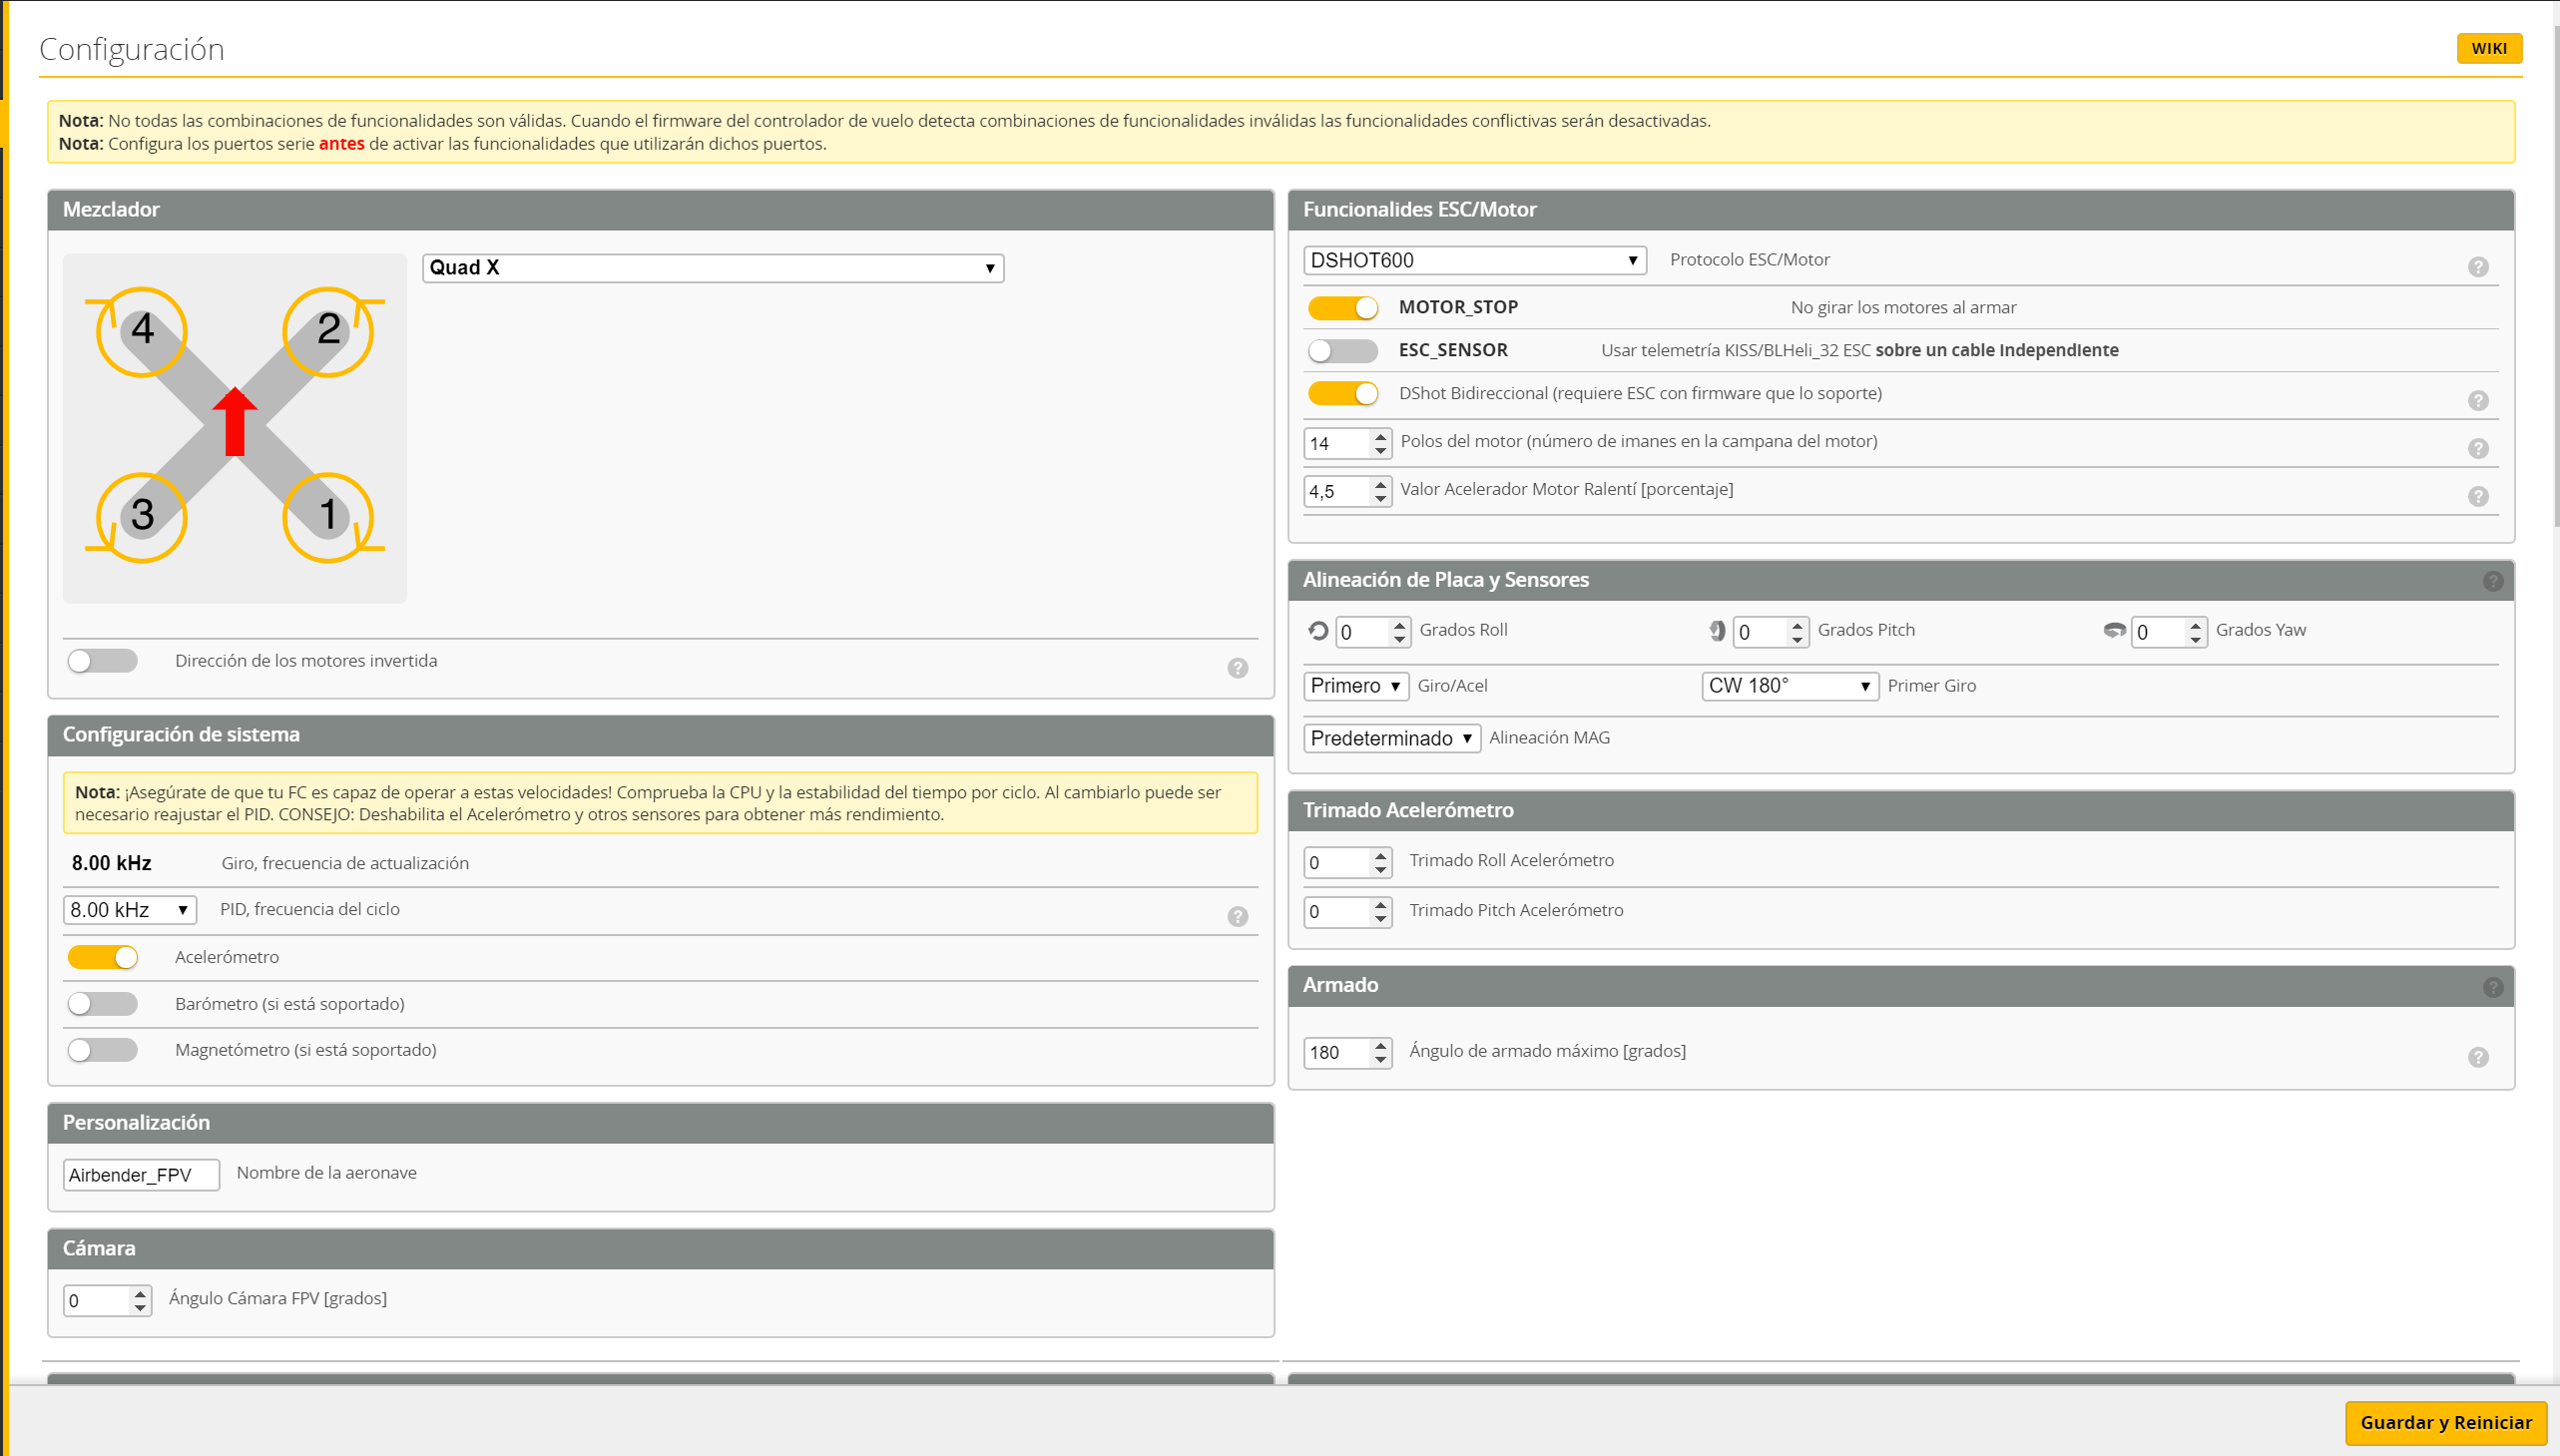 Configuración
WIKI
Nota: No todas las combinaciones de funcionalidades son válidas. Cuando el firmware del controlador de vuelo detecta combinaciones de funcionalidades inválidas las funcionalidades conflictivas serán desactivadas.
Nota: Configura los puertos serie antes de activar las funcionalidades que utilizarán dichos puertos.
Mezclador
4
2
3
1
Quad X
Dirección de los motores invertida
?
Configuración de sistema
Nota: ¡Asegúrate de que tu FC es capaz de operar a estas velocidades! Comprueba la CPU y la estabilidad del tiempo por ciclo. Al cambiarlo puede ser
necesario reajustar el PID. CONSEJO: Deshabilita el Acelerómetro y otros sensores para obtener más rendimiento.
8.00 kHz Giro, frecuencia de actualización
8.00 kHz PID, frecuencia del ciclo
?
Acelerómetro
Barómetro (si está soportado)
Magnetómetro (si está soportado)
Personalización
Airbender_FPV Nombre de la aeronave
Cámara
0 Ángulo Cámara FPV [grados]
Funcionalides ESC/Motor
DSHOT600 Protocolo ESC/Motor
?
MOTOR_STOP No girar los motores al armar
ESC_SENSOR Usar telemetría KISS/BLHeli_32 ESC sobre un cable independiente
DShot Bidireccional (requiere ESC con firmware que lo soporte)
?
14 Polos del motor (número de imanes en la campana del motor)
?
4,5 Valor Acelerador Motor Ralentí [porcentaje]
?
Alineación de Placa y Sensores
?
0 Grados Roll 0 Grados Pitch 0 Grados Yaw
Primero Giro/Acel CW 180° Primer Giro
Predeterminado Alineación MAG
Trimado Acelerómetro
0 Trimado Roll Acelerómetro
0 Trimado Pitch Acelerómetro
Armado
?
180 Ángulo de armado máximo [grados]
?
Guardar y Reiniciar